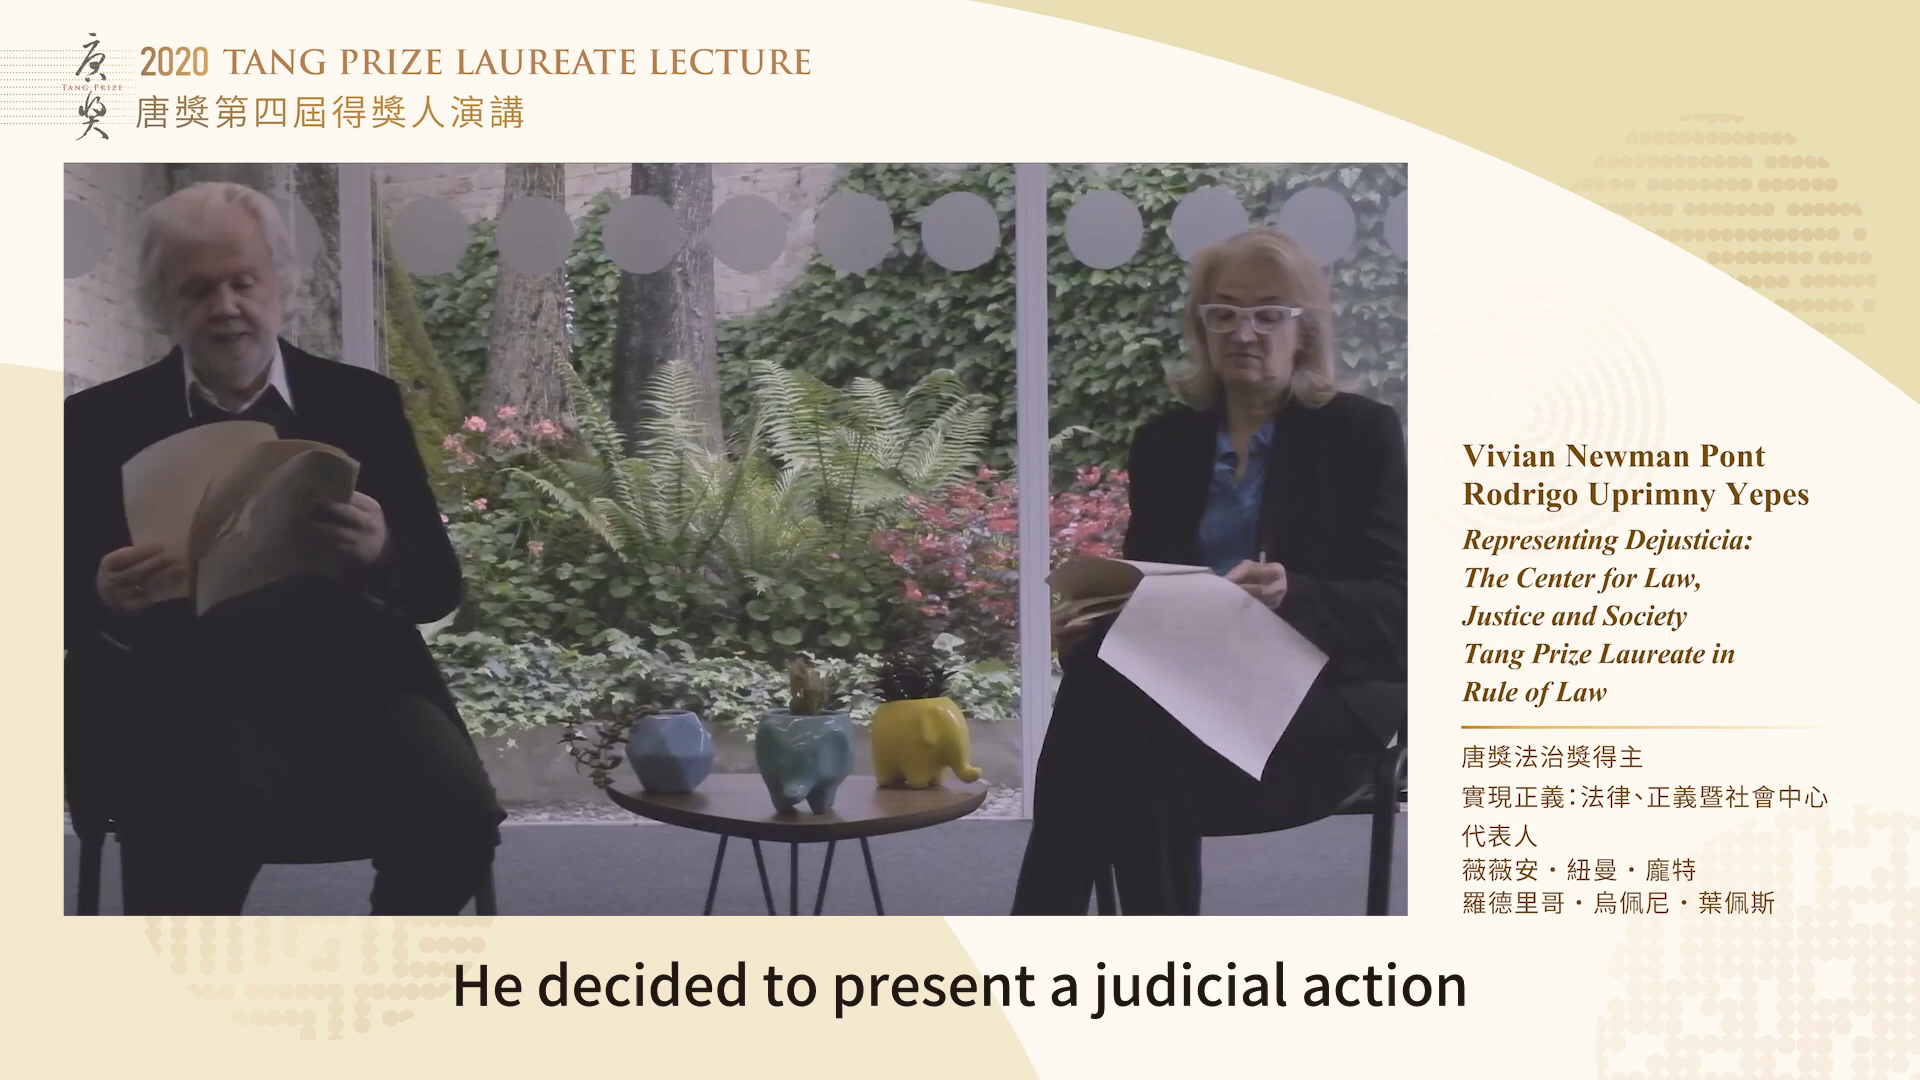 唐獎
TANG PRIZE
2020 TANG PRIZE LAUREATE LECTURE
唐獎第四屆得獎人演講
Vivian Newman Pont
Rodrigo Uprimny Yepes
Representing Dejusticia:
The Center for Law,
Justice and Society
Tang Prize Laureate in
Rule of Law
唐獎法治獎得主
實現正義：法律、正義暨社會中心
代表人
薇薇安・紐曼・龐特
羅德里哥・烏佩尼・葉佩斯
He decided to present a judicial action